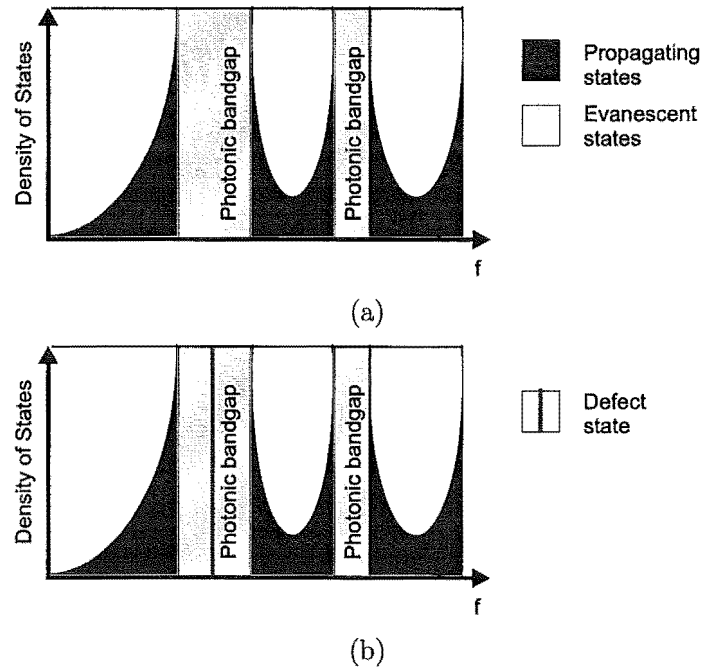 Density of States
Photonic bandgap
Photonic bandgap
f
Propagating
states
Evanescent
states
(a)
Density of States
Photonic bandgap
Photonic bandgap
f
Defect
state
(b)